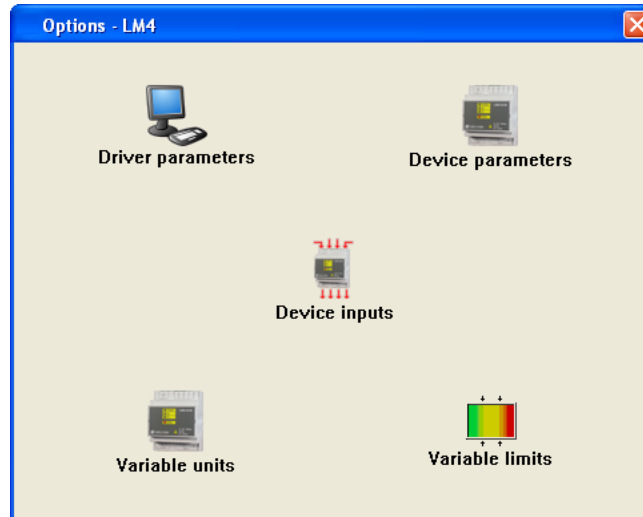 Options - LM4
Driver parameters
Device parameters
Device inputs
Variable units
Variable limits